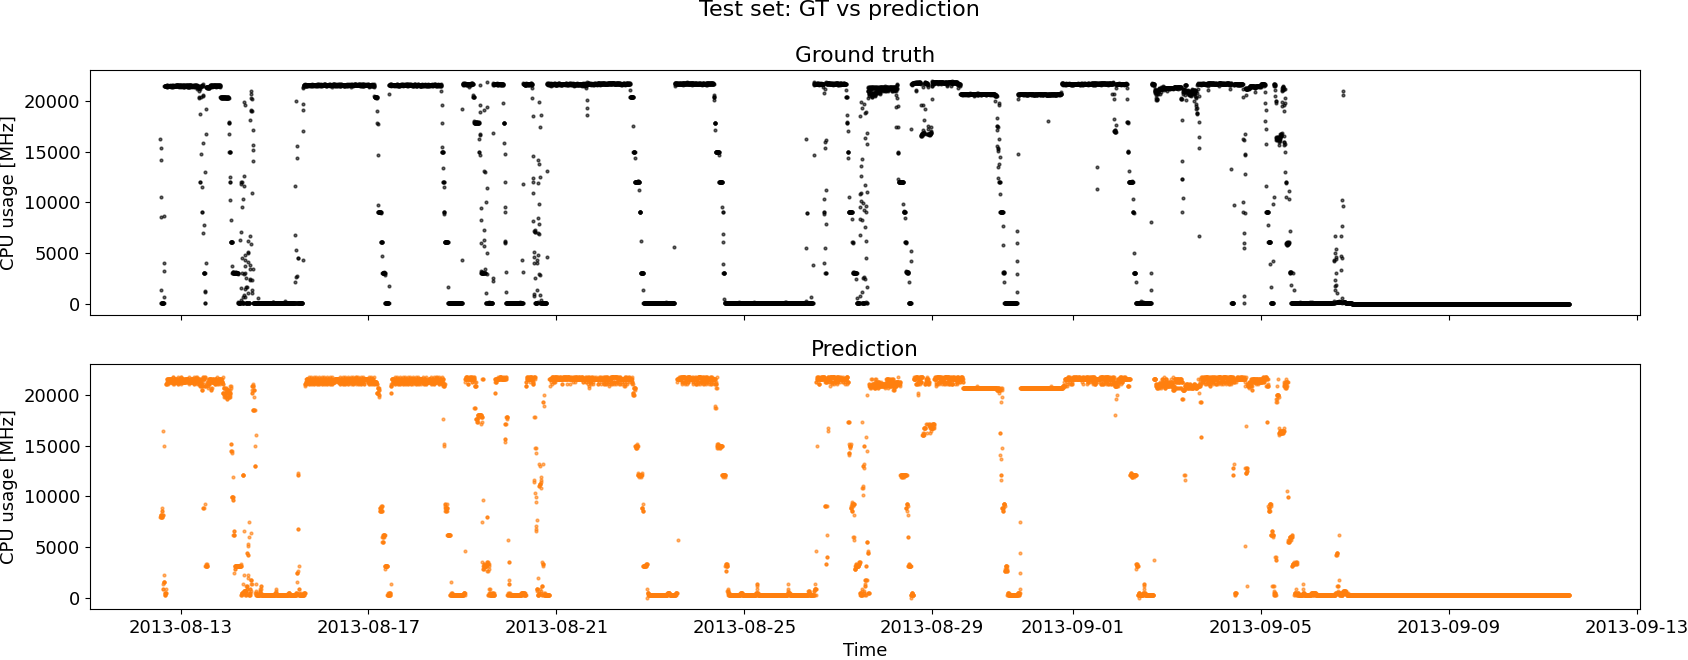 Test set: GT vs prediction
Ground truth
CPU usage [MHz]
20000
15000
10000
5000
0
Prediction
CPU usage [MHz]
20000
15000
10000
5000
0
2013-08-13 2013-08-17 2013-08-21 2013-08-25 2013-08-29 2013-09-01 2013-09-05 2013-09-09 2013-09-13
Time